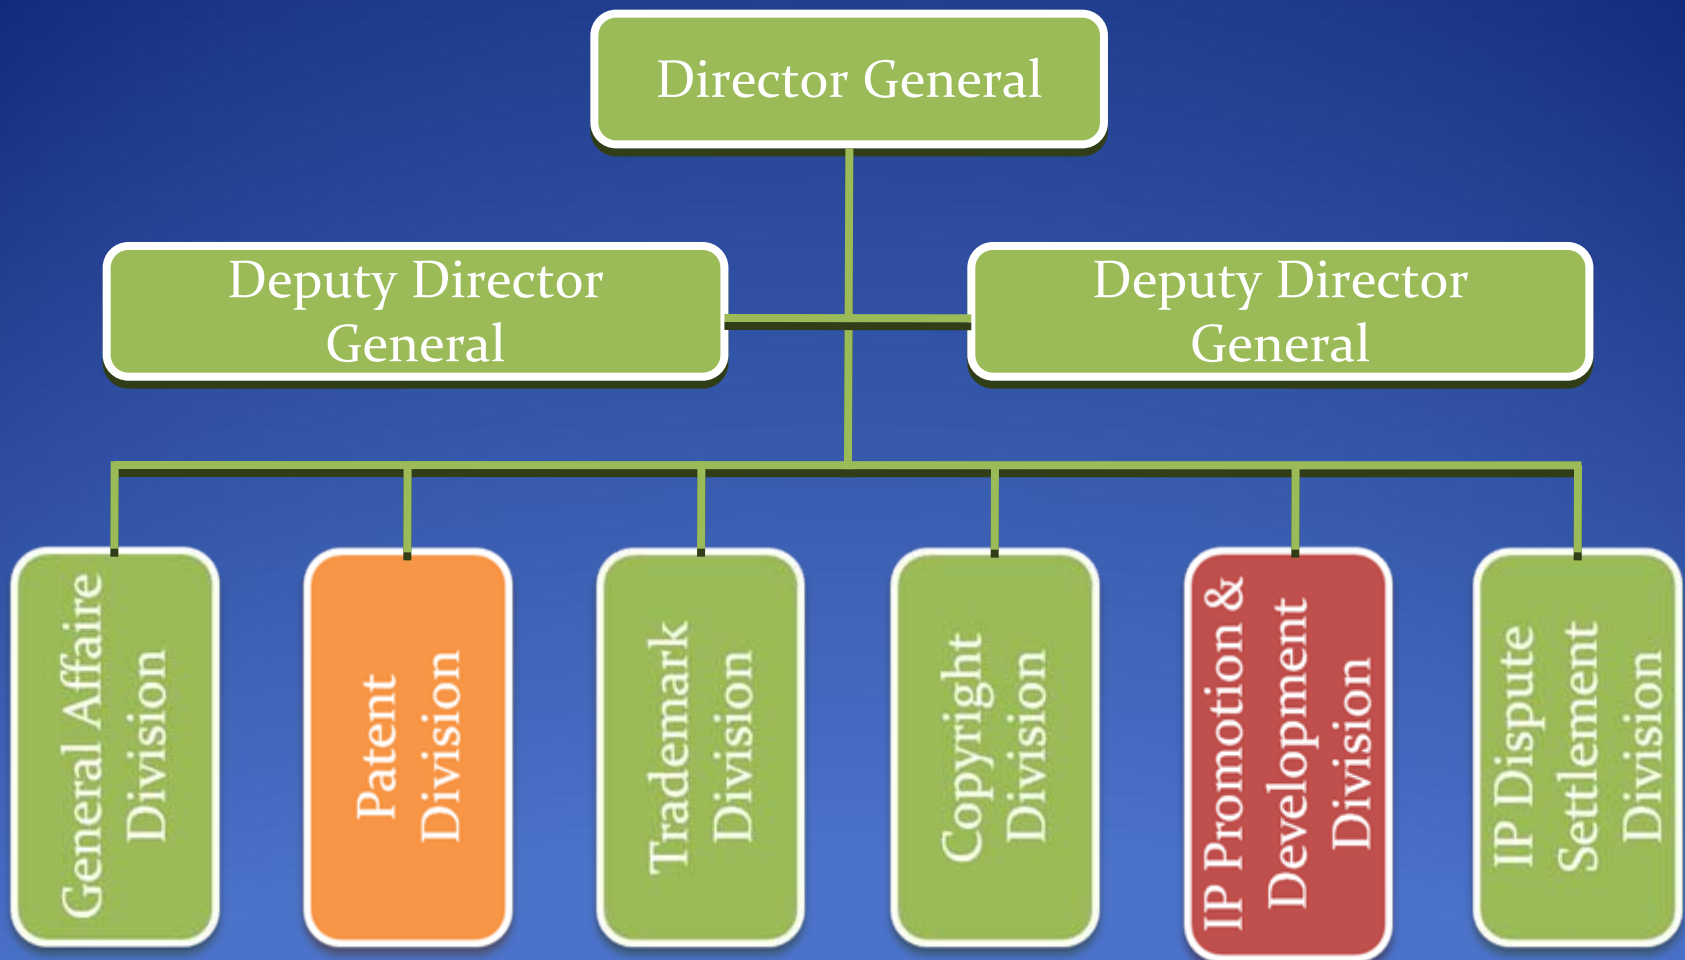 Director General
Deputy Director
General
Deputy Director
General
General Affaire
Division
Patent
Division
Trademark
Division
Copyright
Division
IP Promotion &
Development
Division
IP Dispute
Settlement
Division